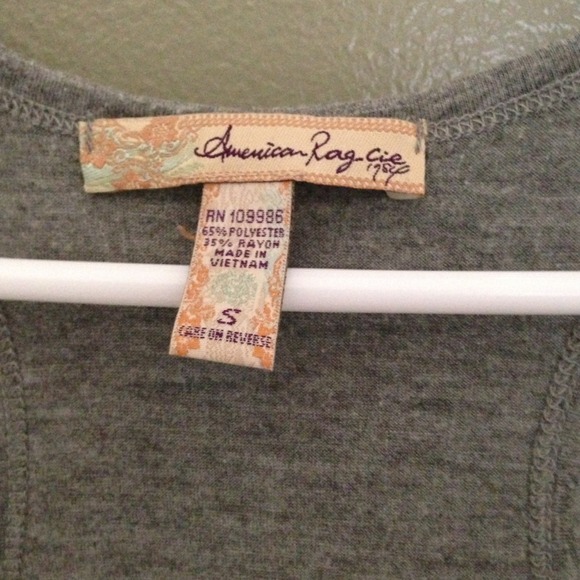 American Rag Cie
1984
RN 109986
65% POLYESTER
35% RAYON
MADE IN
VIETNAM
S
CARE ON REVERSE